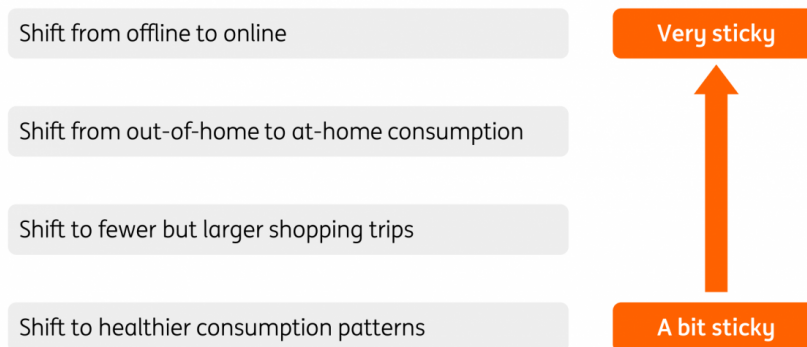 Shift from offline to online
Very sticky
Shift from out-of-home to at-home consumption
Shift to fewer but larger shopping trips
Shift to healthier consumption patterns
A bit sticky